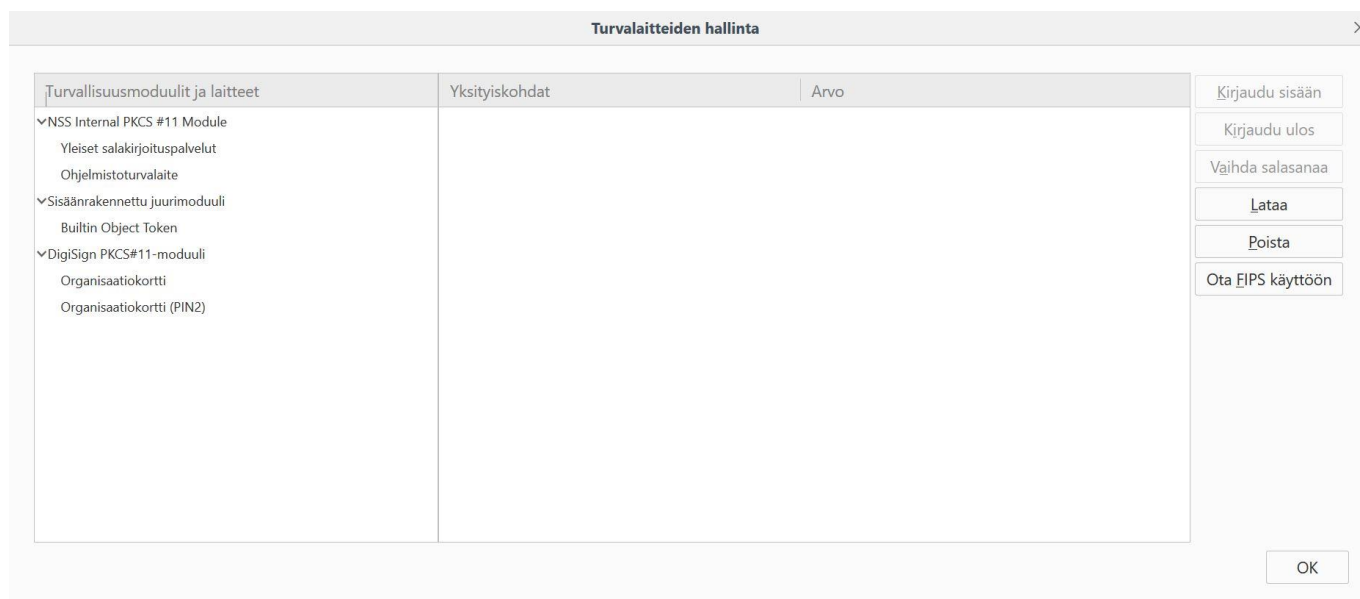 Turvalaitteiden hallinta
Turvallisuusmoduulit ja laitteet Yksityiskohdat Arvo
NSS Internal PKCS #11 Module
Yleiset salakirjoituspalvelut
Ohjelmistoturvalaite
Sisäänrakennettu juurimoduuli
Builtin Object Token
DigiSign PKCS#11-moduuli
Organisaatiokortti
Organisaatiokortti (PIN2)
Kirjaudu sisään
Kirjaudu ulos
Vaihda salasanaa
Lataa
Poista
Ota FIPS käyttöön
OK